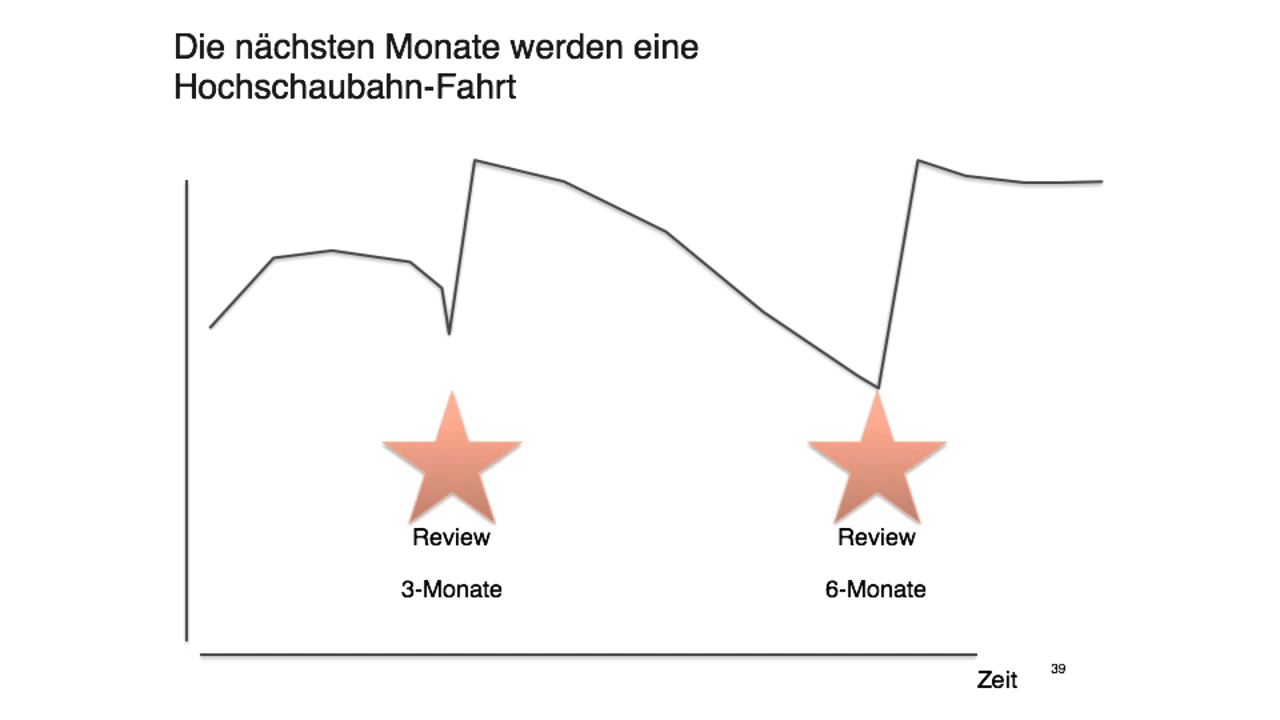 Die nächsten Monate werden eine
Hochschaubahn-Fahrt
Review
3-Monate
Review
6-Monate
Zeit
39